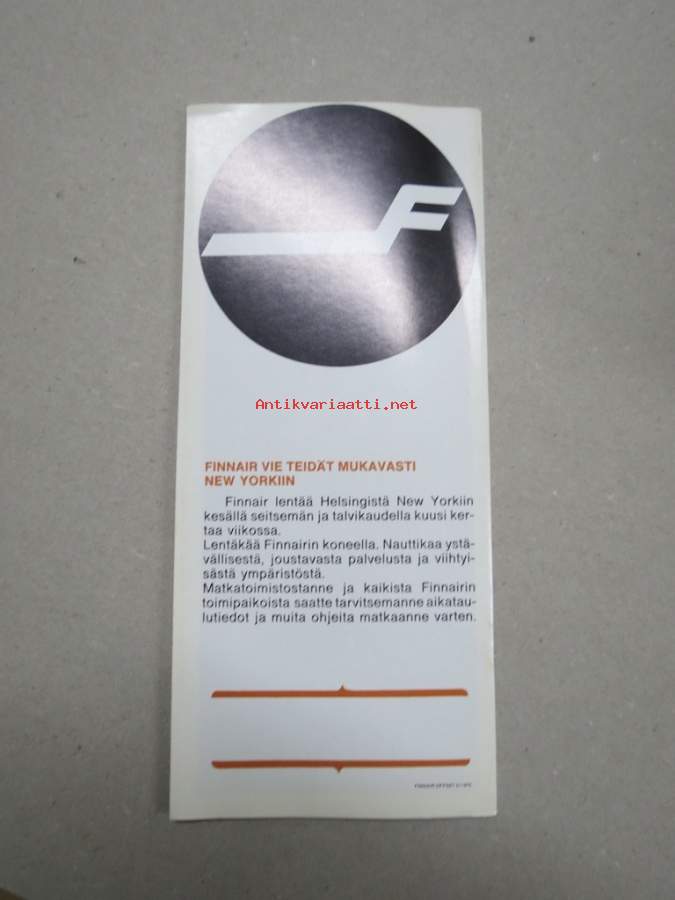 F
Antikvariaatti.net
FINNAIR VIE TEIDÄT MUKAVASTI
NEW YORKIIN
Finnair lentää Helsingistä New Yorkiin
kesällä seitsemän ja talvikaudella kuusi ker-
taa viikossa.
Lentäkää Finnairin koneella. Nauttikaa ystä-
vällisestä, joustavasta palvelusta ja viihtyi-
sästä ympäristöstä.
Matkatoimistostanne ja kaikista Finnairin
toimipaikoista saatte tarvitsemanne aikatau-
lutiedot ja muita ohjeita matkaanne varten.